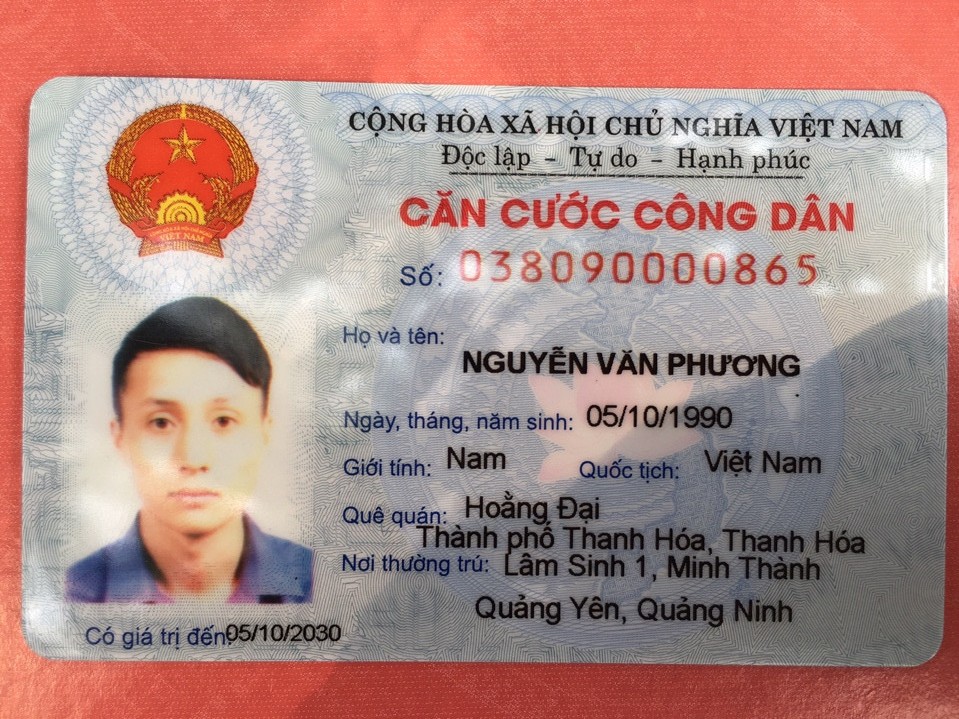 CỘNG HÒA XÃ HỘI CHỦ NGHĨA VIỆT NAM
Độc lập - Tự do - Hạnh phúc
CĂN CƯỚC CÔNG DÂN
Số: 038090000865
Họ và tên:
NGUYỄN VĂN PHƯƠNG
Ngày, tháng, năm sinh: 05/10/1990
Giới tính: Nam Quốc tịch: Việt Nam
Quê quán: Hoằng Đại
Thành phố Thanh Hóa, Thanh Hóa
Nơi thường trú: Lâm Sinh 1, Minh Thành
Quảng Yên, Quảng Ninh
Có giá trị đến: 05/10/2030
VIỆT NAM